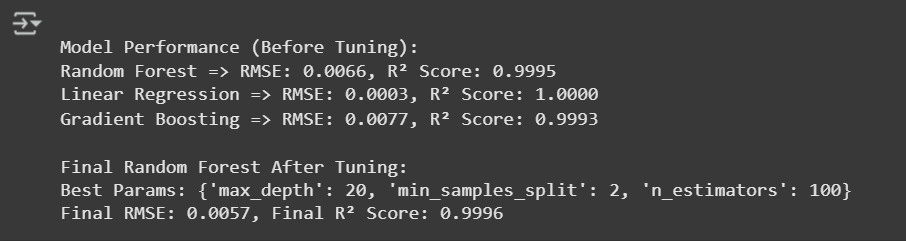 Model Performance (Before Tuning):
Random Forest => RMSE: 0.0066, R² Score: 0.9995
Linear Regression => RMSE: 0.0003, R² Score: 1.0000
Gradient Boosting => RMSE: 0.0077, R² Score: 0.9993
Final Random Forest After Tuning:
Best Params: {'max_depth': 20, 'min_samples_split': 2, 'n_estimators': 100}
Final RMSE: 0.0057, Final R² Score: 0.9996